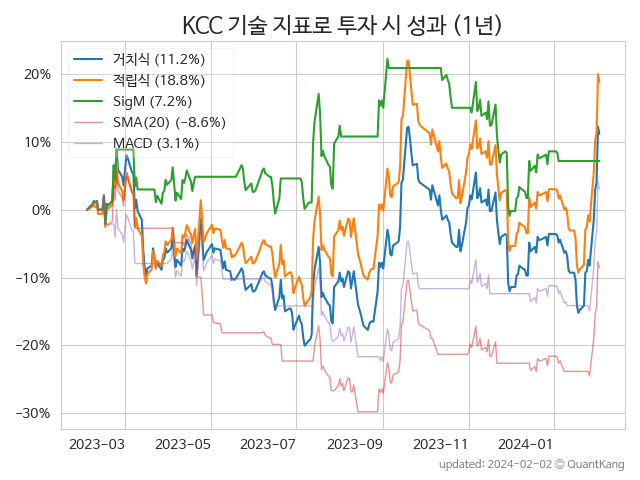 KCC 기술 지표로 투자 시 성과 (1년)
거치식 (11.2%)
적립식 (18.8%)
SigM (7.2%)
SMA(20) (−8.6%)
MACD (3.1%)
20%
10%
0%
−10%
−20%
−30%
2023-03 2023-05 2023-07 2023-09 2023-11 2024-01
updated: 2024-02-02 © QuantKang